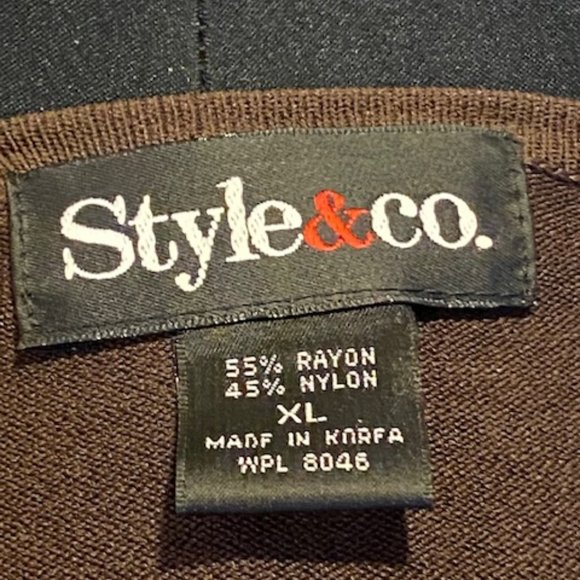 Style&co.
55% RAYON
45% NYLON
XL
MADE IN KOREA
WPL 8046